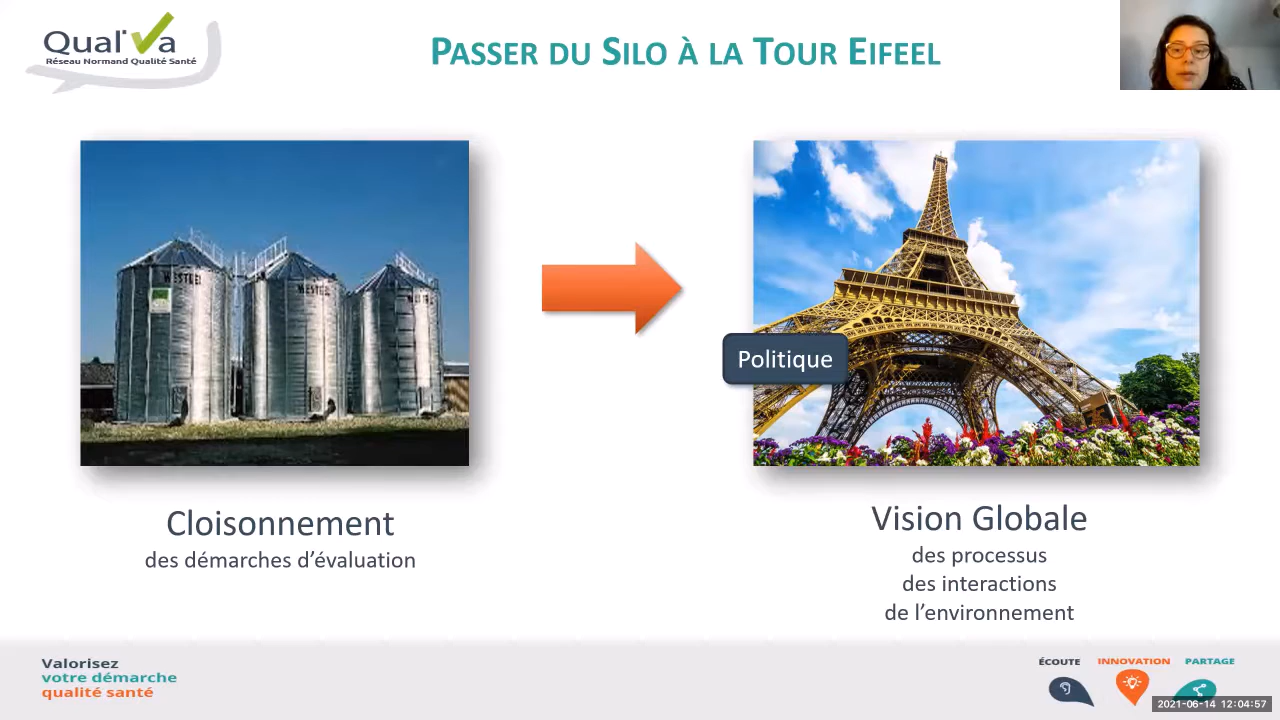 Qual'Va
Réseau Normand Qualité Santé
PASSER DU SILO À LA TOUR EIFEEL
WESTEEL
WESTEEL
Politique
Cloisonnement
des démarches d'évaluation
Vision Globale
des processus
des interactions
de l'environnement
Valorisez
votre démarche
qualité santé
ÉCOUTE
INNOVATION
PARTAGE
2021-06-14 12:04:57